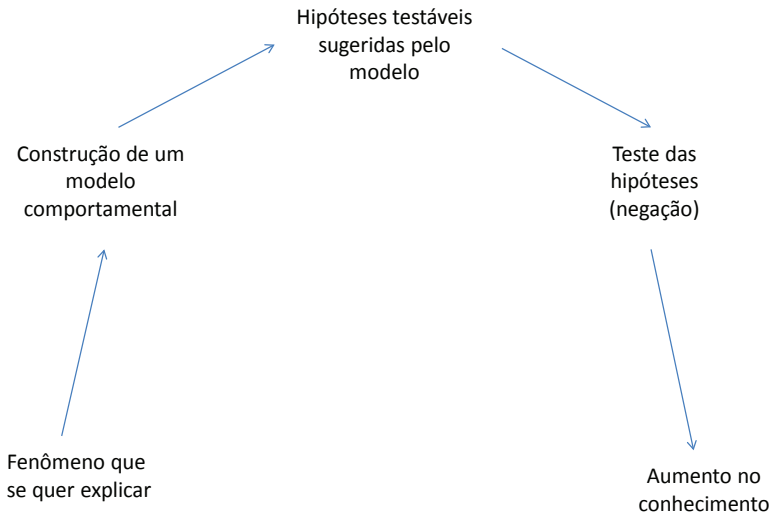 Hipóteses testáveis
sugeridas pelo
modelo
Construção de um
modelo
comportamental
Teste das
hipóteses
(negação)
Fenômeno que
se quer explicar
Aumento no
conhecimento